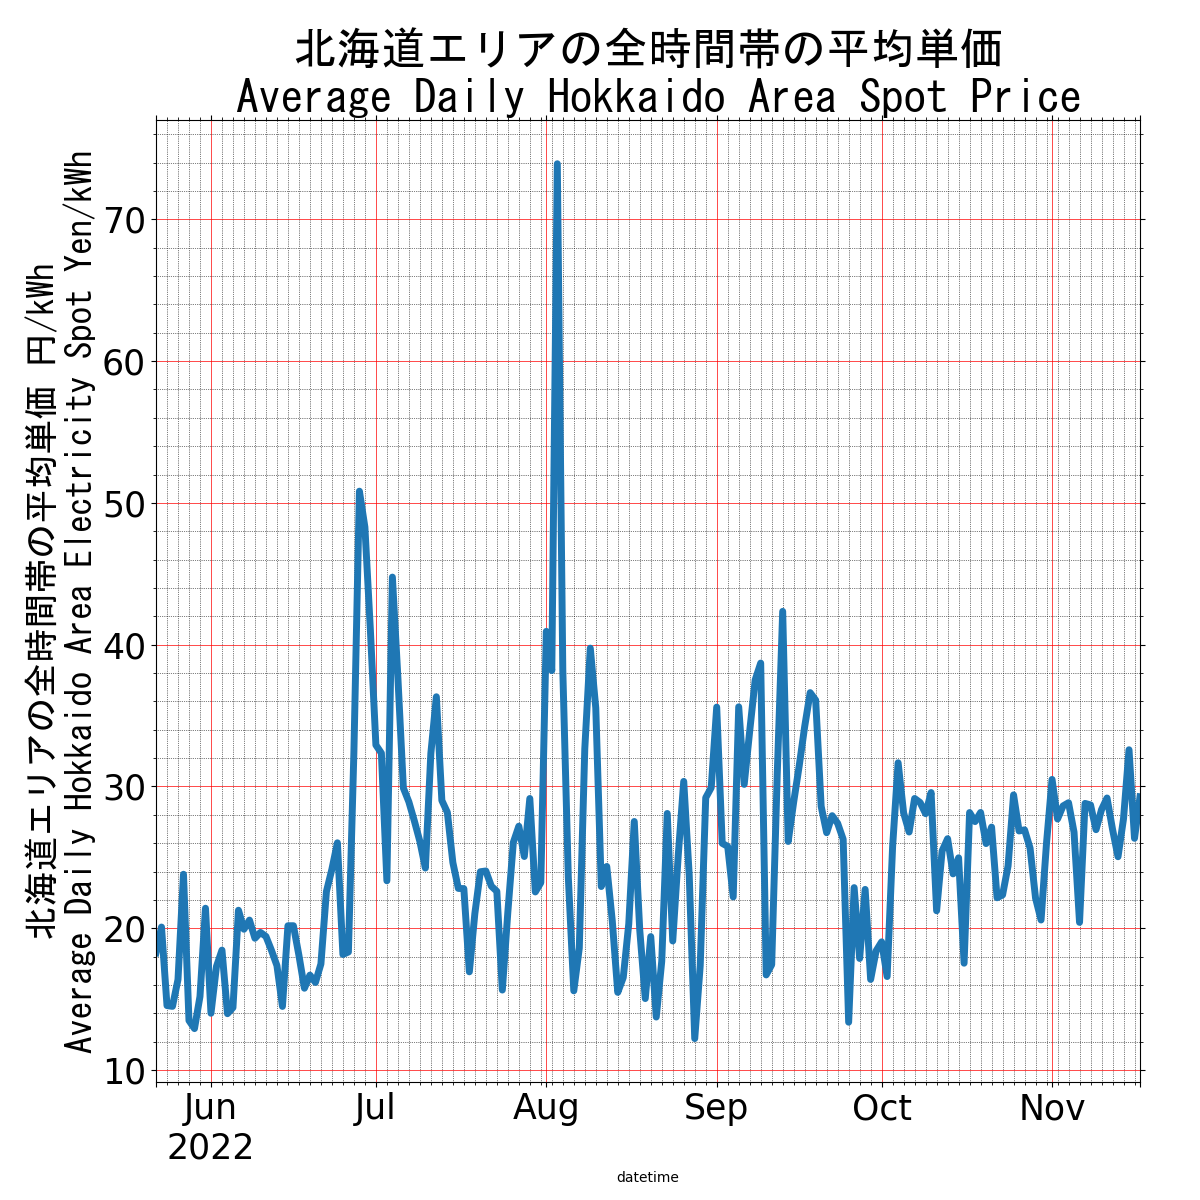 北海道エリアの全時間帯の平均単価
Average Daily Hokkaido Area Spot Price
北海道エリアの全時間帯の平均単価 円/kWh
Average Daily Hokkaido Area Electricity Spot Yen/kWh
70
60
50
40
30
20
10
Jun Jul Aug Sep Oct Nov
2022
datetime